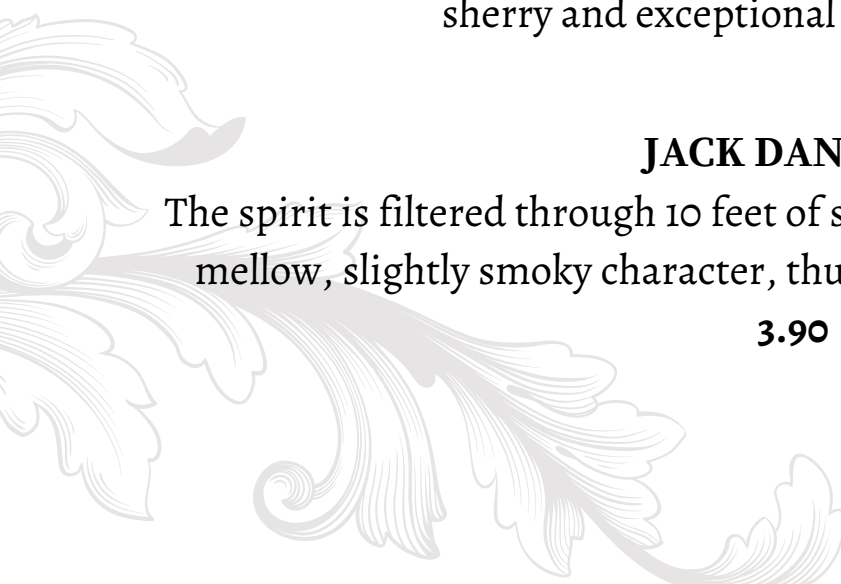 sherry and exceptional
JACK DAN
The spirit is filtered through 10 feet of s
mellow, slightly smoky character, thu
3.90